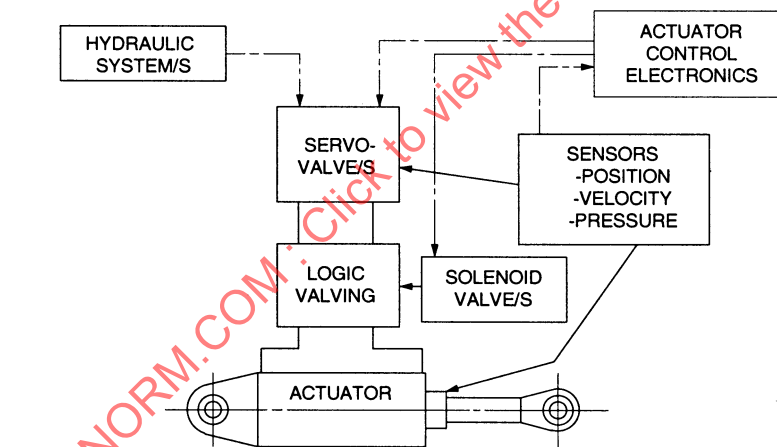 HYDRAULIC
SYSTEM/S
ACTUATOR
CONTROL
ELECTRONICS
SERVO-
VALVE/S
SENSORS
-POSITION
-VELOCITY
-PRESSURE
LOGIC
VALVING
SOLENOID
VALVE/S
ACTUATOR
NORM.COM : Click to view the